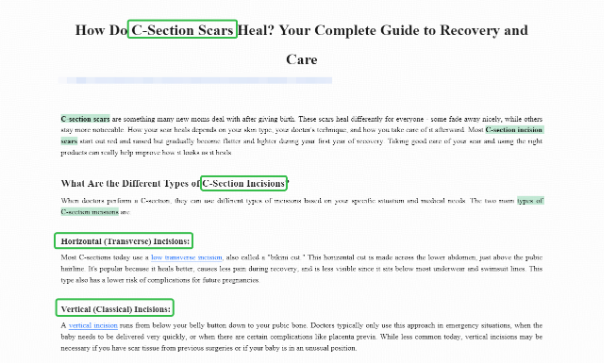 How Do C-Section Scars Heal? Your Complete Guide to Recovery and
Care
C-section scars are something many new moms deal with after giving birth. These scars heal differently for everyone - some fade away nicely, while others
stay more noticeable. How your scar heals depends on your skin type, your doctor's technique, and how you take care of it afterward. Most C-section incision
scars start out red and raised but gradually become flatter and lighter during your first year of recovery. Taking good care of your scar and using the right
products can really help improve how it looks as it heals.
What Are the Different Types of C-Section Incisions?
When doctors perform a C-section, they can use different types of incisions based on your specific situation and medical needs. The two main types of
C-section incisions are:
Horizontal (Transverse) Incisions:
Most C-sections today use a low transverse incision, also called a "bikini cut." This horizontal cut is made across the lower abdomen, just above the pubic
hairline. It's popular because it heals better, causes less pain during recovery, and is less visible since it sits below most underwear and swimsuit lines. This
type also has a lower risk of complications for future pregnancies.
Vertical (Classical) Incisions:
A vertical incision runs from below your belly button down to your pubic bone. Doctors typically only use this approach in emergency situations, when the
baby needs to be delivered very quickly, or when there are certain complications like placenta previa. While less common today, vertical incisions may be
necessary if you have scar tissue from previous surgeries or if your baby is in an unusual position.